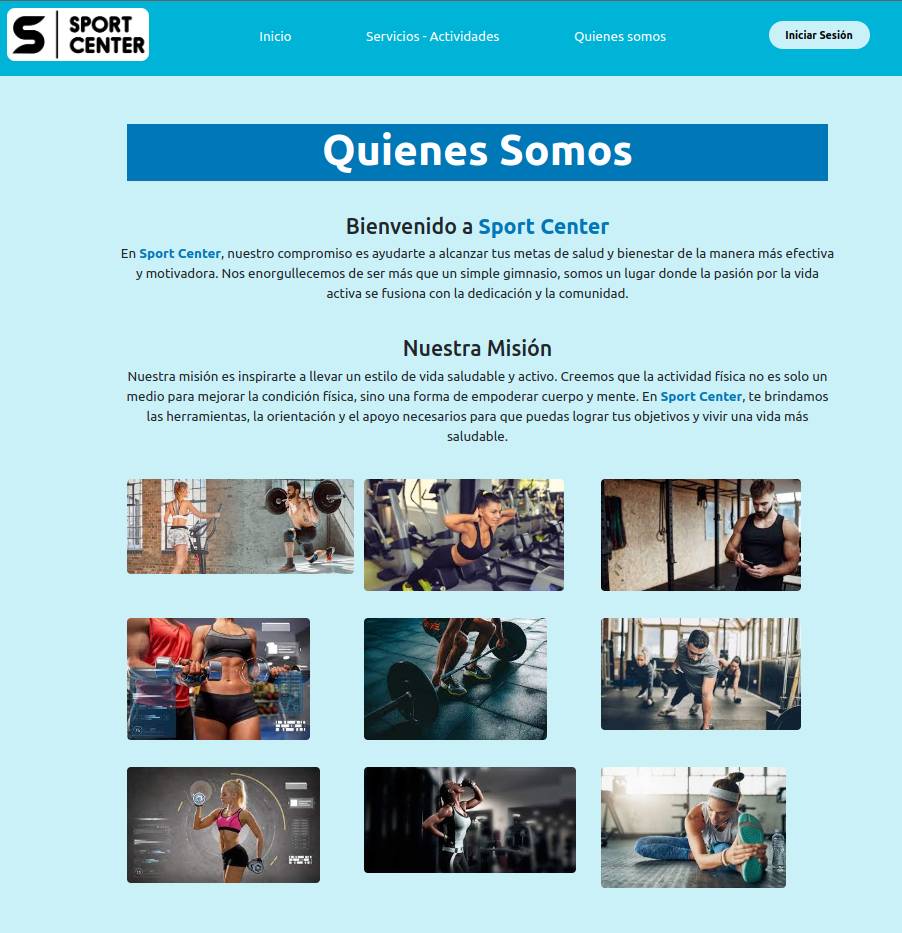 S | SPORT
CENTER
Inicio
Servicios - Actividades
Quienes somos
Iniciar Sesión
Quienes Somos
Bienvenido a Sport Center
En Sport Center, nuestro compromiso es ayudarte a alcanzar tus metas de salud y bienestar de la manera más efectiva
y motivadora. Nos enorgullecemos de ser más que un simple gimnasio, somos un lugar donde la pasión por la vida
activa se fusiona con la dedicación y la comunidad.
Nuestra Misión
Nuestra misión es inspirarte a llevar un estilo de vida saludable y activo. Creemos que la actividad física no es solo un
medio para mejorar la condición física, sino una forma de empoderar cuerpo y mente. En Sport Center, te brindamos
las herramientas, la orientación y el apoyo necesarios para que puedas lograr tus objetivos y vivir una vida más
saludable.